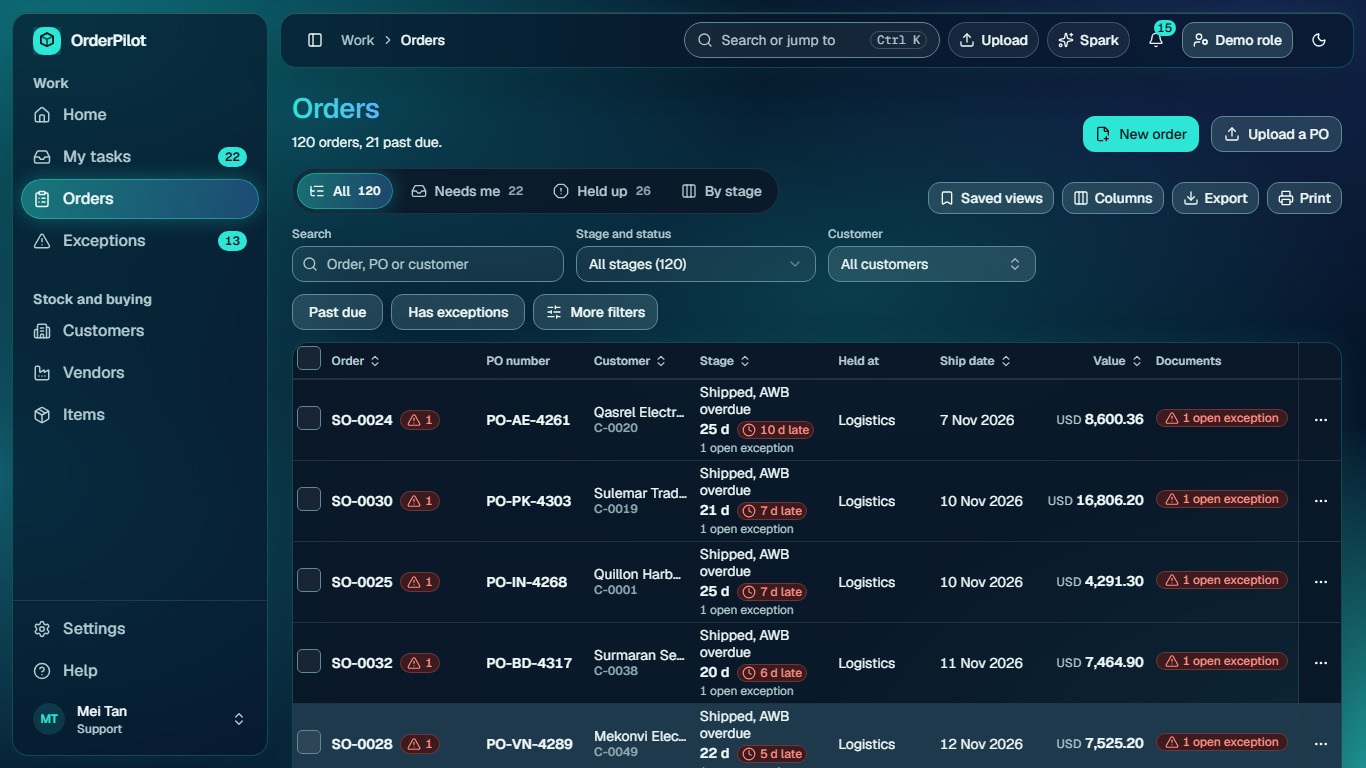 OrderPilot
Work
Home
My tasks 22
Orders
Exceptions 13
Stock and buying
Customers
Vendors
Items
Settings
Help
MT Mei Tan
Support
Work > Orders
Search or jump to Ctrl K
Upload
Spark
15
Demo role
Orders
120 orders, 21 past due.
New order
Upload a PO
All 120
Needs me 22
Held up 26
By stage
Saved views
Columns
Export
Print
Search
Stage and status
Customer
Order, PO or customer
All stages (120)
All customers
Past due
Has exceptions
More filters
Order PO number Customer Stage Held at Ship date Value Documents
SO-0024 1 PO-AE-4261 Qasrel Electr... C-0020 Shipped, AWB overdue 25 d 10 d late 1 open exception Logistics 7 Nov 2026 USD 8,600.36 1 open exception ...
SO-0030 1 PO-PK-4303 Sulemar Trad... C-0019 Shipped, AWB overdue 21 d 7 d late 1 open exception Logistics 10 Nov 2026 USD 16,806.20 1 open exception ...
SO-0025 1 PO-IN-4268 Quillon Harb... C-0001 Shipped, AWB overdue 25 d 7 d late 1 open exception Logistics 10 Nov 2026 USD 4,291.30 1 open exception ...
SO-0032 1 PO-BD-4317 Surmaran Se... C-0038 Shipped, AWB overdue 20 d 6 d late 1 open exception Logistics 11 Nov 2026 USD 7,464.90 1 open exception ...
SO-0028 1 PO-VN-4289 Mekonvi Elec... C-0049 Shipped, AWB overdue 22 d 5 d late Logistics 12 Nov 2026 USD 7,525.20 1 open exception ...